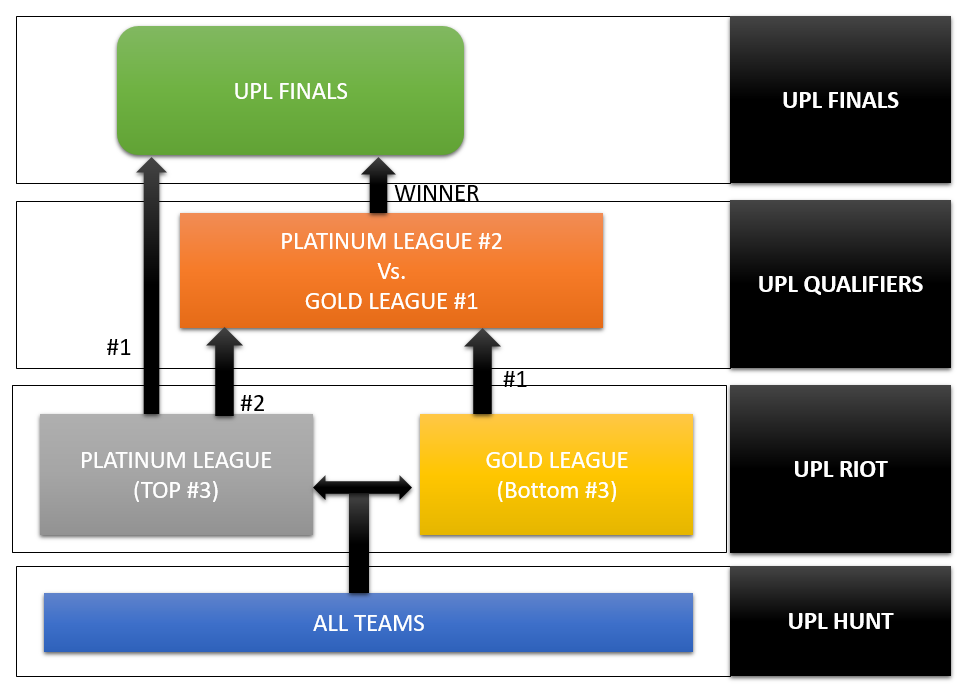 UPL FINALS
UPL FINALS
WINNER
PLATINUM LEAGUE #2
Vs.
GOLD LEAGUE #1
UPL QUALIFIERS
#1
#2
#1
PLATINUM LEAGUE
(TOP #3)
GOLD LEAGUE
(Bottom #3)
UPL RIOT
ALL TEAMS
UPL HUNT